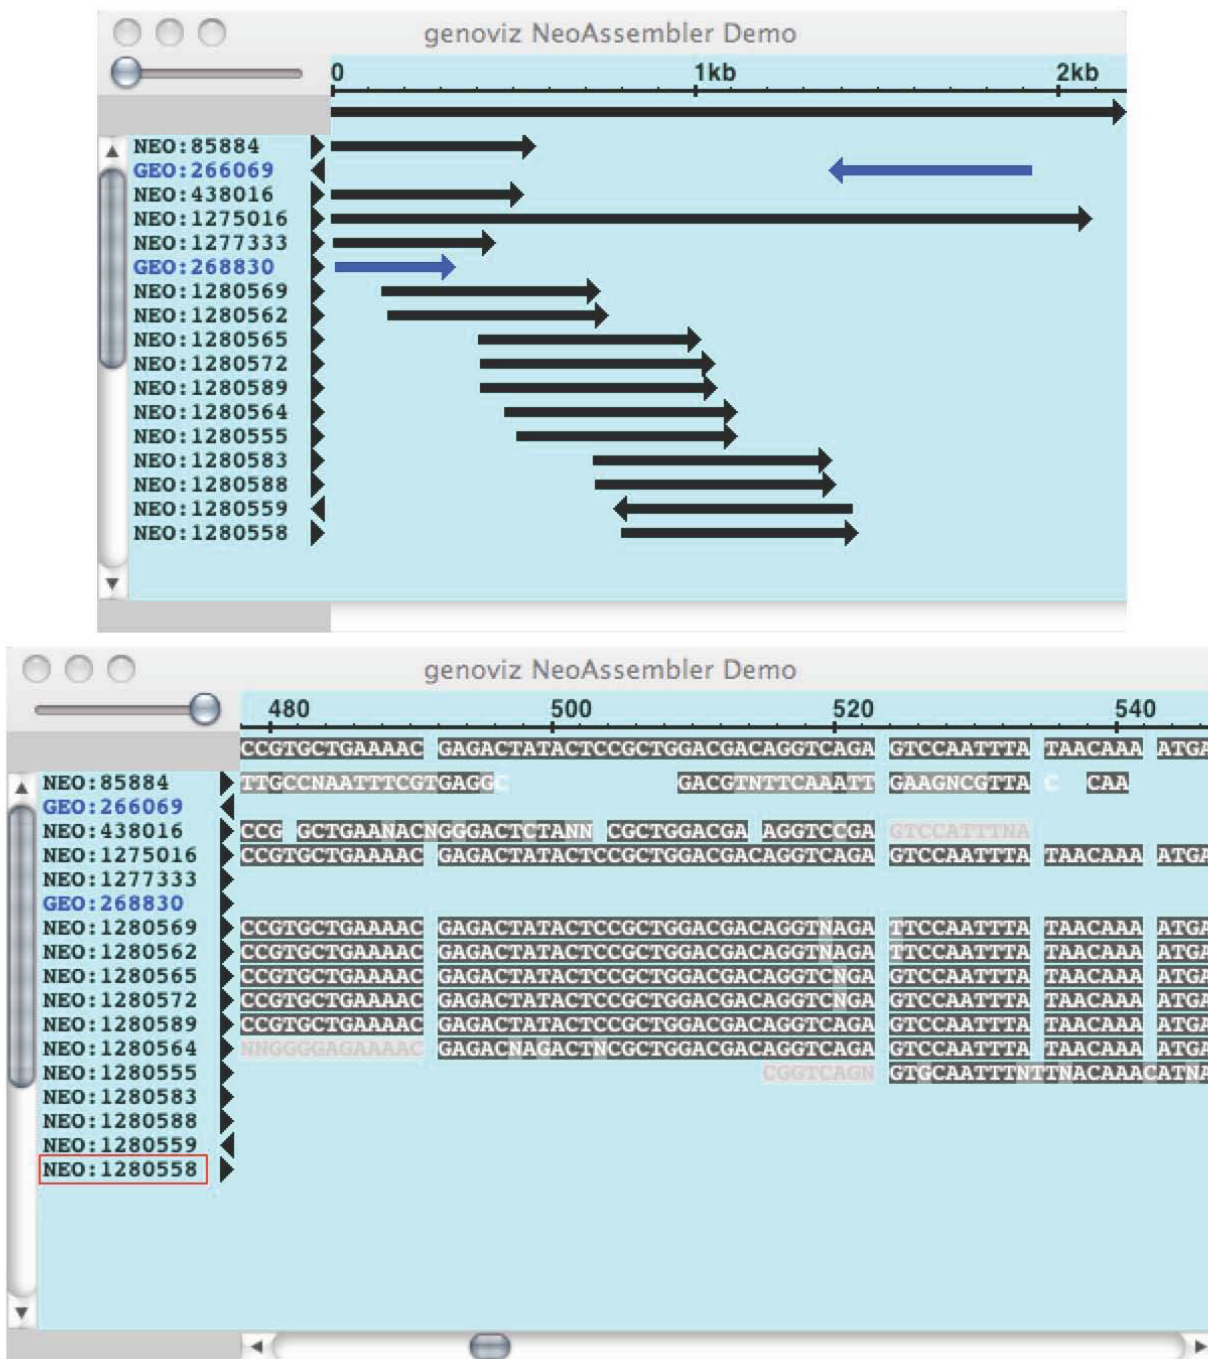 genoviz NeoAssembler Demo
0 1kb 2kb
NEO:85884
GEO:266069
NEO:438016
NEO:1275016
NEO:1277333
GEO:268830
NEO:1280569
NEO:1280562
NEO:1280565
NEO:1280572
NEO:1280589
NEO:1280564
NEO:1280555
NEO:1280583
NEO:1280588
NEO:1280559
NEO:1280558
genoviz NeoAssembler Demo
480 500 520 540
CCGTGCTGAAAAC GAGACTATACTCCGCTGGACGACAGGTCAGA GTCCAATTTA TAACAAA ATGA
NEO:85884 TTGCCNAATTTCGTGAGGC GACGTNTTCAAATT GAAGNCGTTA C CAA
GEO:266069
NEO:438016 CCG GCTGAANACNGGGACTCTANN CGCTGGACGA AGGTCCGA GTCCATTTNA
NEO:1275016 CCGTGCTGAAAAC GAGACTATACTCCGCTGGACGACAGGTCAGA GTCCAATTTA TAACAAA ATGA
NEO:1277333
GEO:268830
NEO:1280569 CCGTGCTGAAAAC GAGACTATACTCCGCTGGACGACAGGTNAGA TTCCAATTTA TAACAAA ATGA
NEO:1280562 CCGTGCTGAAAAC GAGACTATACTCCGCTGGACGACAGGTNAGA TTCCAATTTA TAACAAA ATGA
NEO:1280565 CCGTGCTGAAAAC GAGACTATACTCCGCTGGACGACAGGTCNGA GTCCAATTTA TAACAAA ATGA
NEO:1280572 CCGTGCTGAAAAC GAGACTATACTCCGCTGGACGACAGGTCNGA GTCCAATTTA TAACAAA ATGA
NEO:1280589 CCGTGCTGAAAAC GAGACTATACTCCGCTGGACGACAGGTCAGA GTCCAATTTA TAACAAA ATGA
NEO:1280564 NNGGGGAGAAAAC GAGACNAGACTNCGCTGGACGACAGGTCAGA GTCCAATTTA TAACAAA ATGA
NEO:1280555 CGGTCAGN GTGCAATTTNTTNACAAACATNA
NEO:1280583
NEO:1280588
NEO:1280559
NEO:1280558